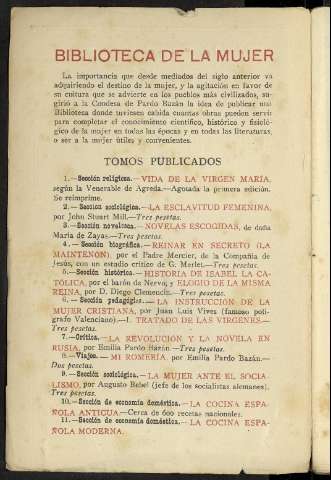 BIBLIOTECA DE LA MUJER
La importancia que desde mediados del siglo anterior va
adquiriendo el destino de la mujer, y la agitación en favor de
su cultura que se advierte en los pueblos más civilizados, su-
girió a la Condesa de Pardo Bazán la idea de publicar una
Biblioteca donde tuviesen cabida cuantas obras pueden servir
para completar el conocimiento científico, histórico y filosó-
gico de la mujer en todas las épocas y en todas las literaturas,
o ser a la mujer útiles y convenientes.
TOMOS PUBLICADOS
1.—Sección religiosa.—VIDA DE LA VIRGEN MARÍA,
según la Venerable de Agreda.—Agotada la primera edición.
Se reimprime.
2.—Sección sociológica.—LA ESCLAVITUD FEMENINA,
por John Stuart Mill.—Tres pesetas.
3.—Sección novelesca.—NOVELAS ESCOGIDAS, de doña
María de Zayas.—Tres pesetas.
4.—Sección biográfica.—REINAR EN SECRETO (LA
MAINTENON), por el Padre Mercier, de la Compañía de
Jesús, con un estudio crítico de G. Merlet.—Tres pesetas.
5.—Sección histórica.—HISTORIA DE ISABEL LA CA-
TÓLICA, por el barón de Nervo, y ELOGIO DE LA MISMA
REINA, por D. Diego Clemencín.—Tres pesetas.
6.—Sección pedagógica.—LA INSTRUCCIÓN DE LA
MUJER CRISTIANA, por Juan Luis Vives (famoso polí-
grafo Valenciano).—I. TRATADO DE LAS VÍRGENES.—
Tres pesetas.
7.—Crítica.—LA REVOLUCIÓN Y LA NOVELA EN
RUSIA, por Emilia Pardo Bazán.—Tres pesetas.
8.—Viajes.—MI ROMERÍA, por Emilia Pardo Bazán.—
Dos pesetas.
9.—Sección sociológica.—LA MUJER ANTE EL SOCIA-
LISMO, por Augusto Bebel (jefe de los socialistas alemanes).
Tres pesetas.
10.—Sección de economía doméstica.—LA COCINA ESPA-
ÑOLA ANTIGUA.—Cerca de 600 recetas nacionales.
11.—Sección de economía doméstica.—LA COCINA ESPA-
ÑOLA MODERNA.